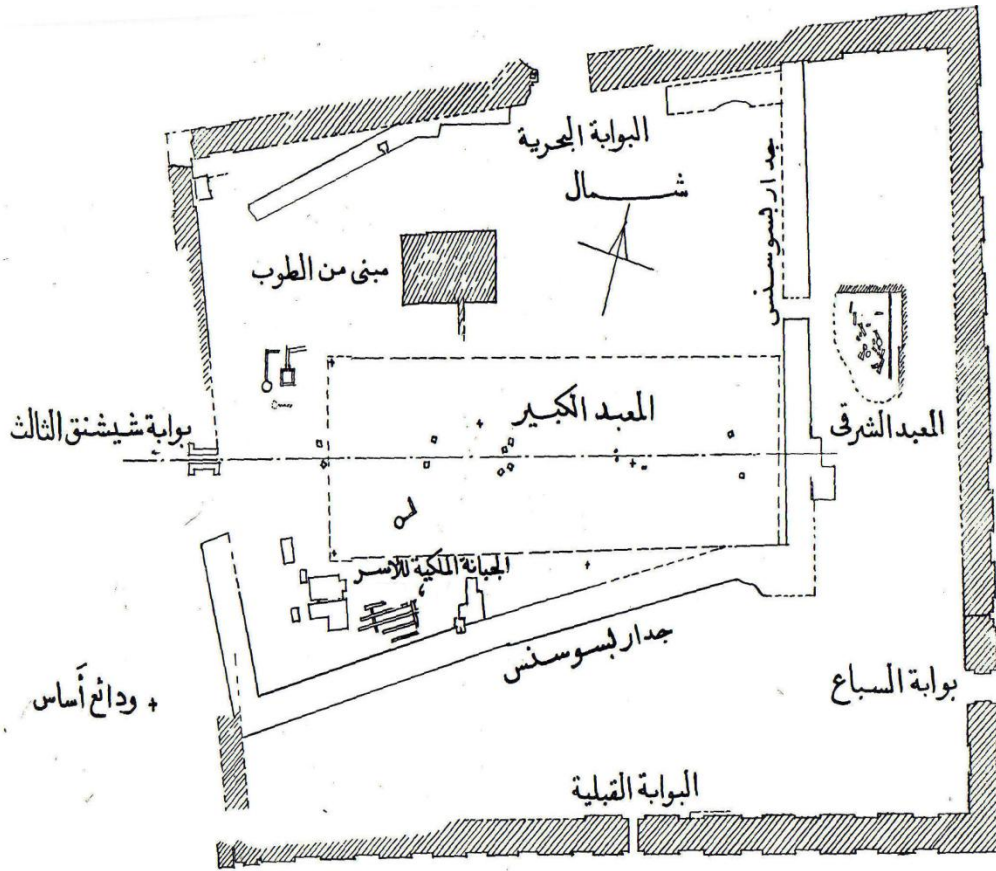 البوابة البحرية
شمال
جدار بسوسنس
مبنى من الطوب
المعبد الكبير
المعبد الشرقى
بوابة شيشنق الثالث
الجبانة الملكية للأسر
جدار بسوسنس
بوابة السباع
+ ودائع أساس
البوابة القبلية